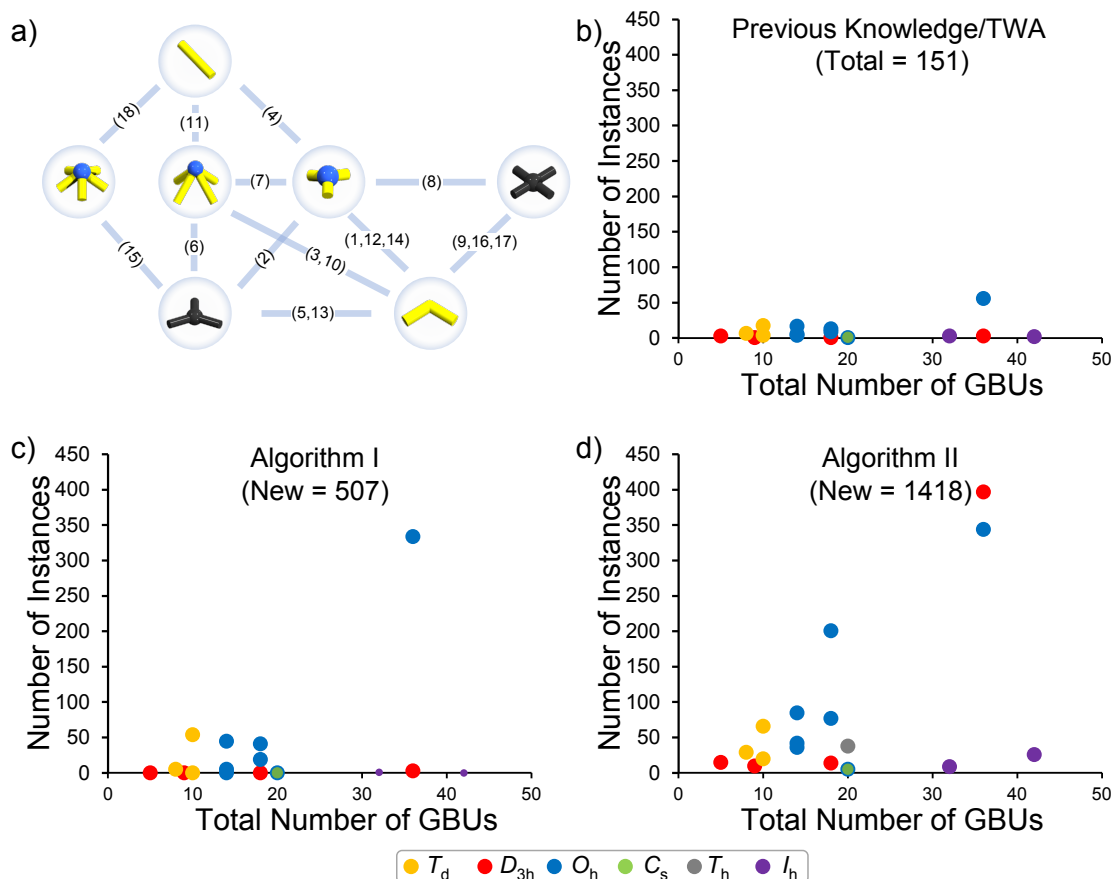 a)
(18)
(11)
(4)
(7)
(8)
(15)
(6)
(2)
(3,10)
(1,12,14)
(9,16,17)
(5,13)
b)
Previous Knowledge/TWA
(Total = 151)
Number of Instances
450
400
350
300
250
200
150
100
50
0
0 10 20 30 40 50
Total Number of GBUs
c)
Algorithm I
(New = 507)
Number of Instances
450
400
350
300
250
200
150
100
50
0
0 10 20 30 40 50
Total Number of GBUs
d)
Algorithm II
(New = 1418)
Number of Instances
450
400
350
300
250
200
150
100
50
0
0 10 20 30 40 50
Total Number of GBUs
Td D3h Oh Cs Th Ih